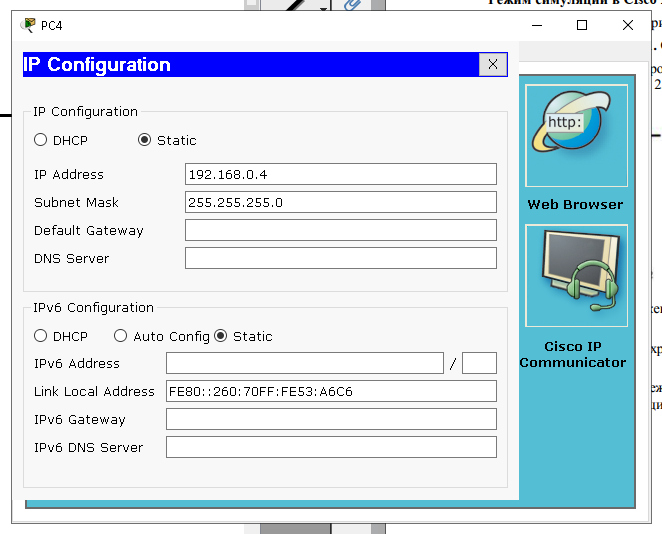 Режим симуляции в Cisco
PC4
IP Configuration
X
IP Configuration
DHCP
Static
IP Address
192.168.0.4
Subnet Mask
255.255.255.0
Default Gateway
DNS Server
IPv6 Configuration
DHCP
Auto Config
Static
IPv6 Address
/
Link Local Address
FE80::260:70FF:FE53:A6C6
IPv6 Gateway
IPv6 DNS Server
http:
Web Browser
Cisco IP
Communicator